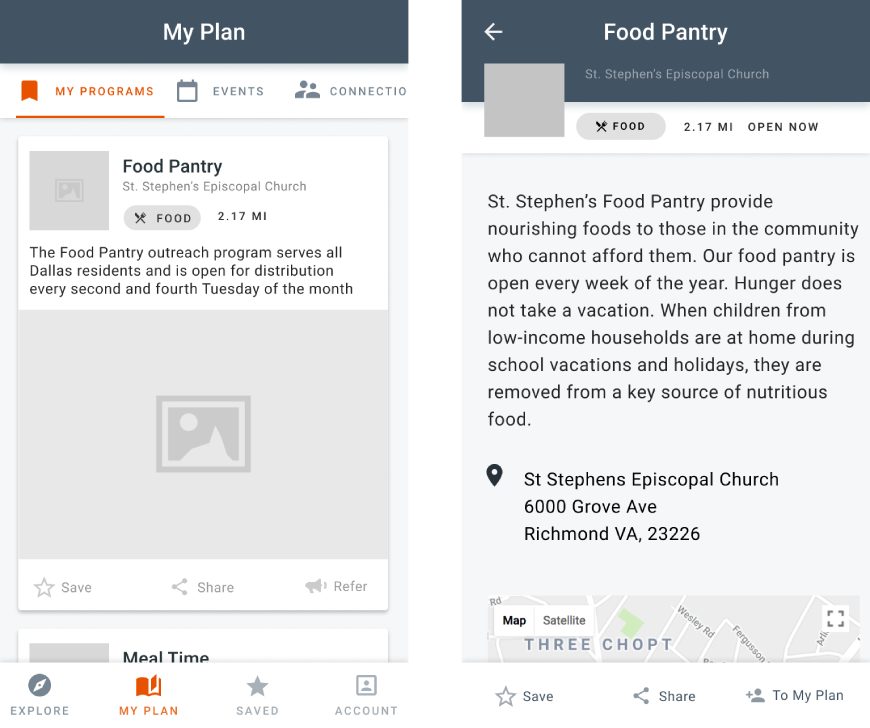 My Plan
MY PROGRAMS
EVENTS
CONNECTIO
Food Pantry
St. Stephen's Episcopal Church
FOOD
2.17 MI
The Food Pantry outreach program serves all
Dallas residents and is open for distribution
every second and fourth Tuesday of the month
Save
Share
Refer
Meal Time
EXPLORE
MY PLAN
SAVED
ACCOUNT
Food Pantry
St. Stephen's Episcopal Church
FOOD
2.17 MI
OPEN NOW
St. Stephen’s Food Pantry provide
nourishing foods to those in the community
who cannot afford them. Our food pantry is
open every week of the year. Hunger does
not take a vacation. When children from
low-income households are at home during
school vacations and holidays, they are
removed from a key source of nutritious
food.
St Stephens Episcopal Church
6000 Grove Ave
Richmond VA, 23226
Rd
Map
Satellite
THREE CHOPT
Wesley Rd
Ferguson
Arli
Save
Share
To My Plan